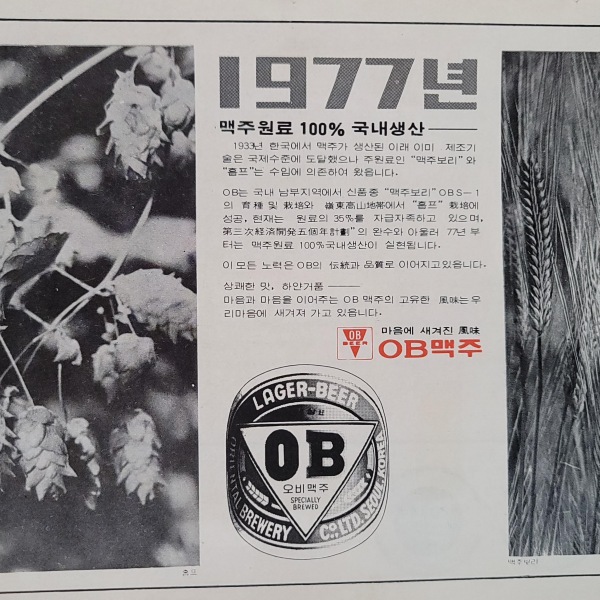 1977년
맥주원료 100% 국내생산
1933년 한국에서 맥주가 생산된 이래 이미 제조기
술은 국제수준에 도달했으나 주원료인 “맥주보리”와
“홉프”는 수입에 의존하여 왔읍니다.
OB는 국내 남부지역에서 신품종 “맥주보리” OBS-1
의 育種 및 栽培와 嶺東高山地帶에서 “홉프” 栽培에
성공, 현재는 원료의 35%를 자급자족하고 있으며,
第三次経済開発五個年計劃”의 완수와 아울러 77년 부
터는 맥주원료 100%국내생산이 실현됩니다.
이 모든 노력은 OB의 伝統과 品質로 이어지고있읍니다.
상쾌한 맛, 하얀거품
마음과 마음을 이어주는 OB 맥주의 고유한 風味는 우
리마음에 새겨져 가고 있읍니다.
OB
BEER
마음에 새겨진 風味
OB맥주
LAGER-BEER
OB
오비맥주
SPECIALLY
BREWED
ORIENTAL BREWERY CO. LTD. SEOUL, KOREA
홉프
맥주보리